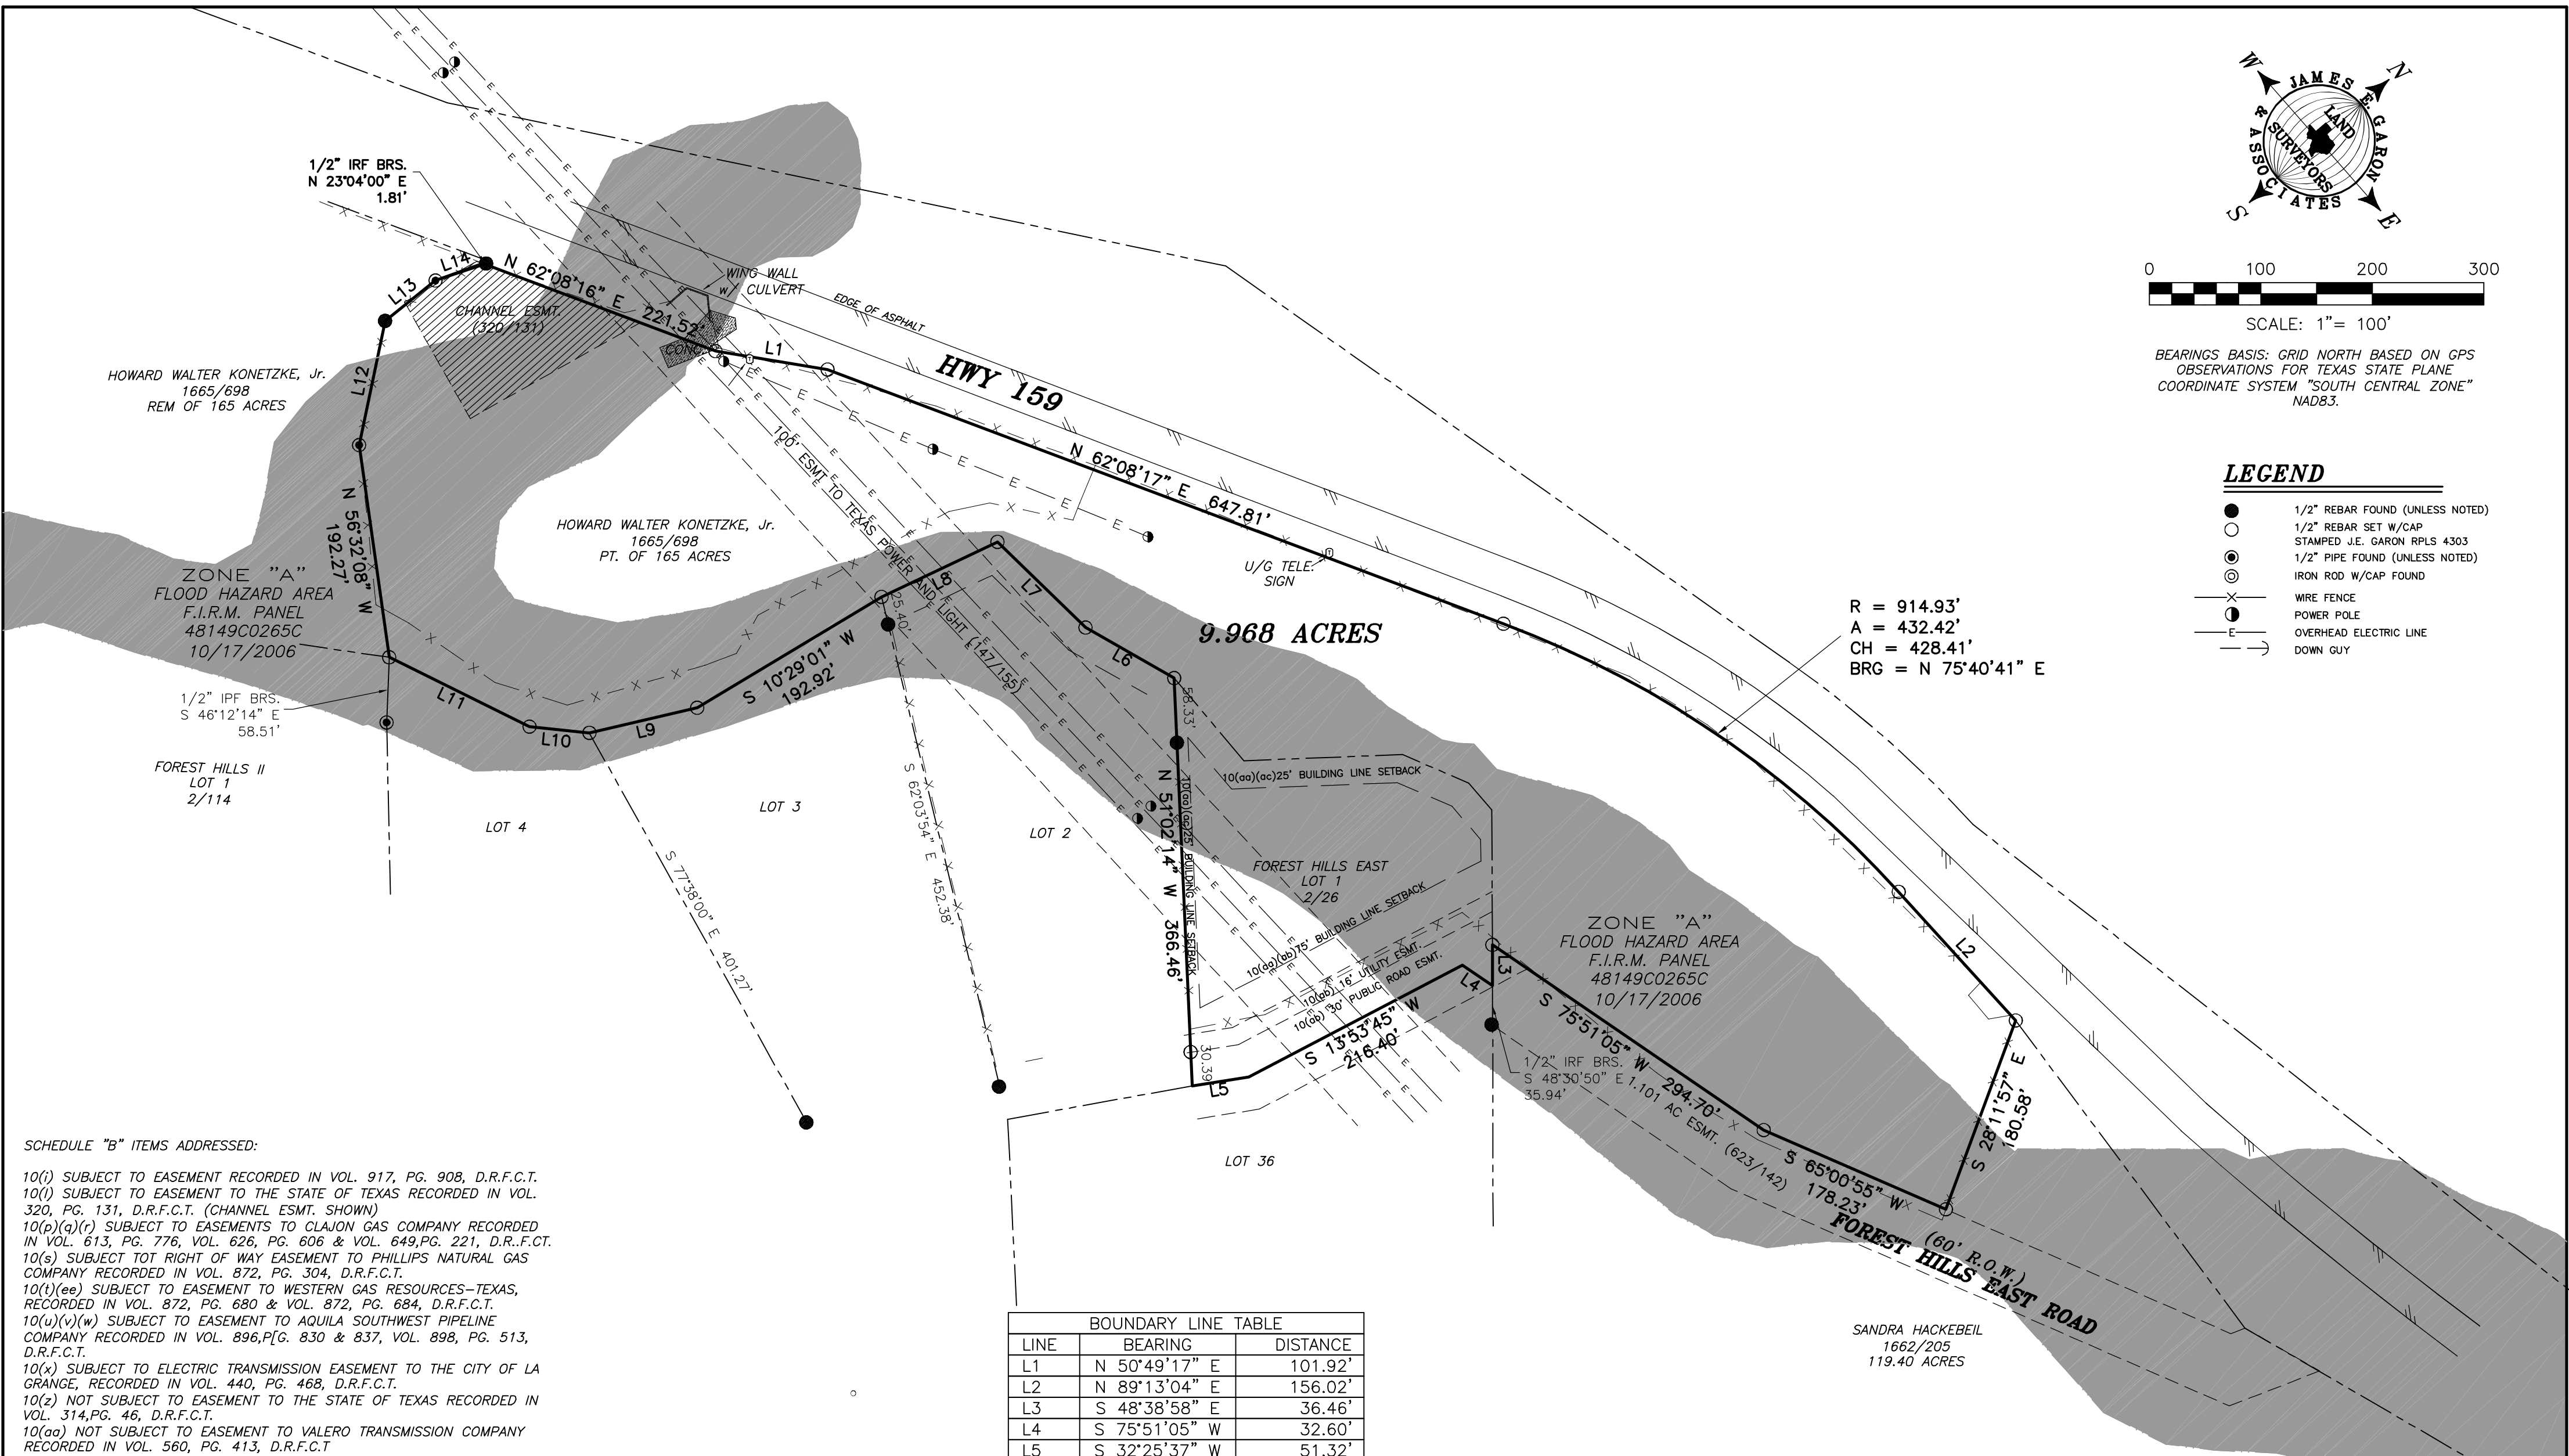 1/2" IRF BRS.
N 23°04'00" E
1.81'
L14
L13
N 62°08'16" E 221.52'
CHANNEL ESMT.
(320/131)
WING WALL
w/ CULVERT
CONC.
EDGE OF ASPHALT
L1
HWY 159
L12
HOWARD WALTER KONETZKE, Jr.
1665/698
REM OF 165 ACRES
N 62°08'17" E 647.81'
100' ESMT TO TEXAS POWER AND LIGHT (147/155)
HOWARD WALTER KONETZKE, Jr.
1665/698
PT. OF 165 ACRES
N 56°32'08" W
192.27'
ZONE "A"
FLOOD HAZARD AREA
F.I.R.M. PANEL
48149C0265C
10/17/2006
U/G TELE.
SIGN
L8
L7
L6
25.40'
9.968 ACRES
R = 914.93'
A = 432.42'
CH = 428.41'
BRG = N 75°40'41" E
1/2" IPF BRS.
S 46°12'14" E
58.51'
L11
L10
L9
S 10°29'01" W
192.92'
58.33'
FOREST HILLS II
LOT 1
2/114
LOT 4
LOT 3
LOT 2
S 77°38'00" E 401.27'
S 62°03'54" E 452.38'
N 51°02'14" W 366.46'
10(aa)(ac)25' BUILDING LINE SETBACK
10(aa)(ac)25' BUILDING LINE SETBACK
FOREST HILLS EAST
LOT 1
2/26
10(aa)(ab)75' BUILDING LINE SETBACK
10(ab) 16' UTILITY ESMT.
10(ab) 30' PUBLIC ROAD ESMT.
S 13°53'45" W
216.40'
L3
L4
L5
30.39
LOT 36
ZONE "A"
FLOOD HAZARD AREA
F.I.R.M. PANEL
48149C0265C
10/17/2006
L2
S 75°51'05" W 294.70'
1/2" IRF BRS.
S 48°30'50" E
35.94'
1.101 AC ESMT. (623/142)
S 65°00'55" W
178.23'
S 28°11'57" E
180.58'
(60' R.O.W.)
FOREST HILLS EAST ROAD
SANDRA HACKEBEIL
1662/205
119.40 ACRES
W
N
S
E
JAMES E. GARON
& ASSOCIATES
LAND
SURVEYORS
0 100 200 300
SCALE: 1"= 100'
BEARINGS BASIS: GRID NORTH BASED ON GPS
OBSERVATIONS FOR TEXAS STATE PLANE
COORDINATE SYSTEM "SOUTH CENTRAL ZONE"
NAD83.
LEGEND
1/2" REBAR FOUND (UNLESS NOTED)
1/2" REBAR SET W/CAP
STAMPED J.E. GARON RPLS 4303
1/2" PIPE FOUND (UNLESS NOTED)
IRON ROD W/CAP FOUND
WIRE FENCE
POWER POLE
E OVERHEAD ELECTRIC LINE
DOWN GUY
SCHEDULE "B" ITEMS ADDRESSED:
10(i) SUBJECT TO EASEMENT RECORDED IN VOL. 917, PG. 908, D.R.F.C.T.
10(l) SUBJECT TO EASEMENT TO THE STATE OF TEXAS RECORDED IN VOL.
320, PG. 131, D.R.F.C.T. (CHANNEL ESMT. SHOWN)
10(p)(q)(r) SUBJECT TO EASEMENTS TO CLAJON GAS COMPANY RECORDED
IN VOL. 613, PG. 776, VOL. 626, PG. 606 & VOL. 649,PG. 221, D.R..F.CT.
10(s) SUBJECT TOT RIGHT OF WAY EASEMENT TO PHILLIPS NATURAL GAS
COMPANY RECORDED IN VOL. 872, PG. 304, D.R.F.C.T.
10(t)(ee) SUBJECT TO EASEMENT TO WESTERN GAS RESOURCES-TEXAS,
RECORDED IN VOL. 872, PG. 680 & VOL. 872, PG. 684, D.R.F.C.T.
10(u)(v)(w) SUBJECT TO EASEMENT TO AQUILA SOUTHWEST PIPELINE
COMPANY RECORDED IN VOL. 896,P[G. 830 & 837, VOL. 898, PG. 513,
D.R.F.C.T.
10(x) SUBJECT TO ELECTRIC TRANSMISSION EASEMENT TO THE CITY OF LA
GRANGE, RECORDED IN VOL. 440, PG. 468, D.R.F.C.T.
10(z) NOT SUBJECT TO EASEMENT TO THE STATE OF TEXAS RECORDED IN
VOL. 314,PG. 46, D.R.F.C.T.
10(aa) NOT SUBJECT TO EASEMENT TO VALERO TRANSMISSION COMPANY
RECORDED IN VOL. 560, PG. 413, D.R.F.C.T
BOUNDARY LINE TABLE
LINE BEARING DISTANCE
L1 N 50°49'17" E 101.92'
L2 N 89°13'04" E 156.02'
L3 S 48°38'58" E 36.46'
L4 S 75°51'05" W 32.60'
L5 S 32°25'37" W 51.32'